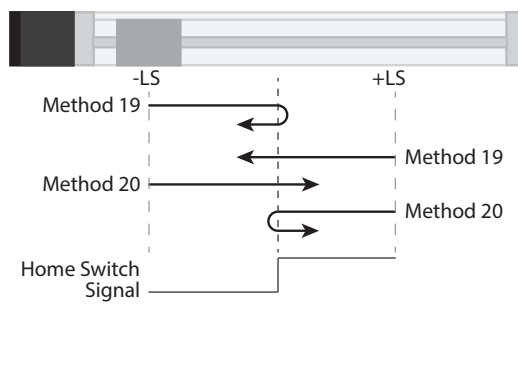 -LS
+LS
Method 19
Method 19
Method 20
Method 20
Home Switch
Signal